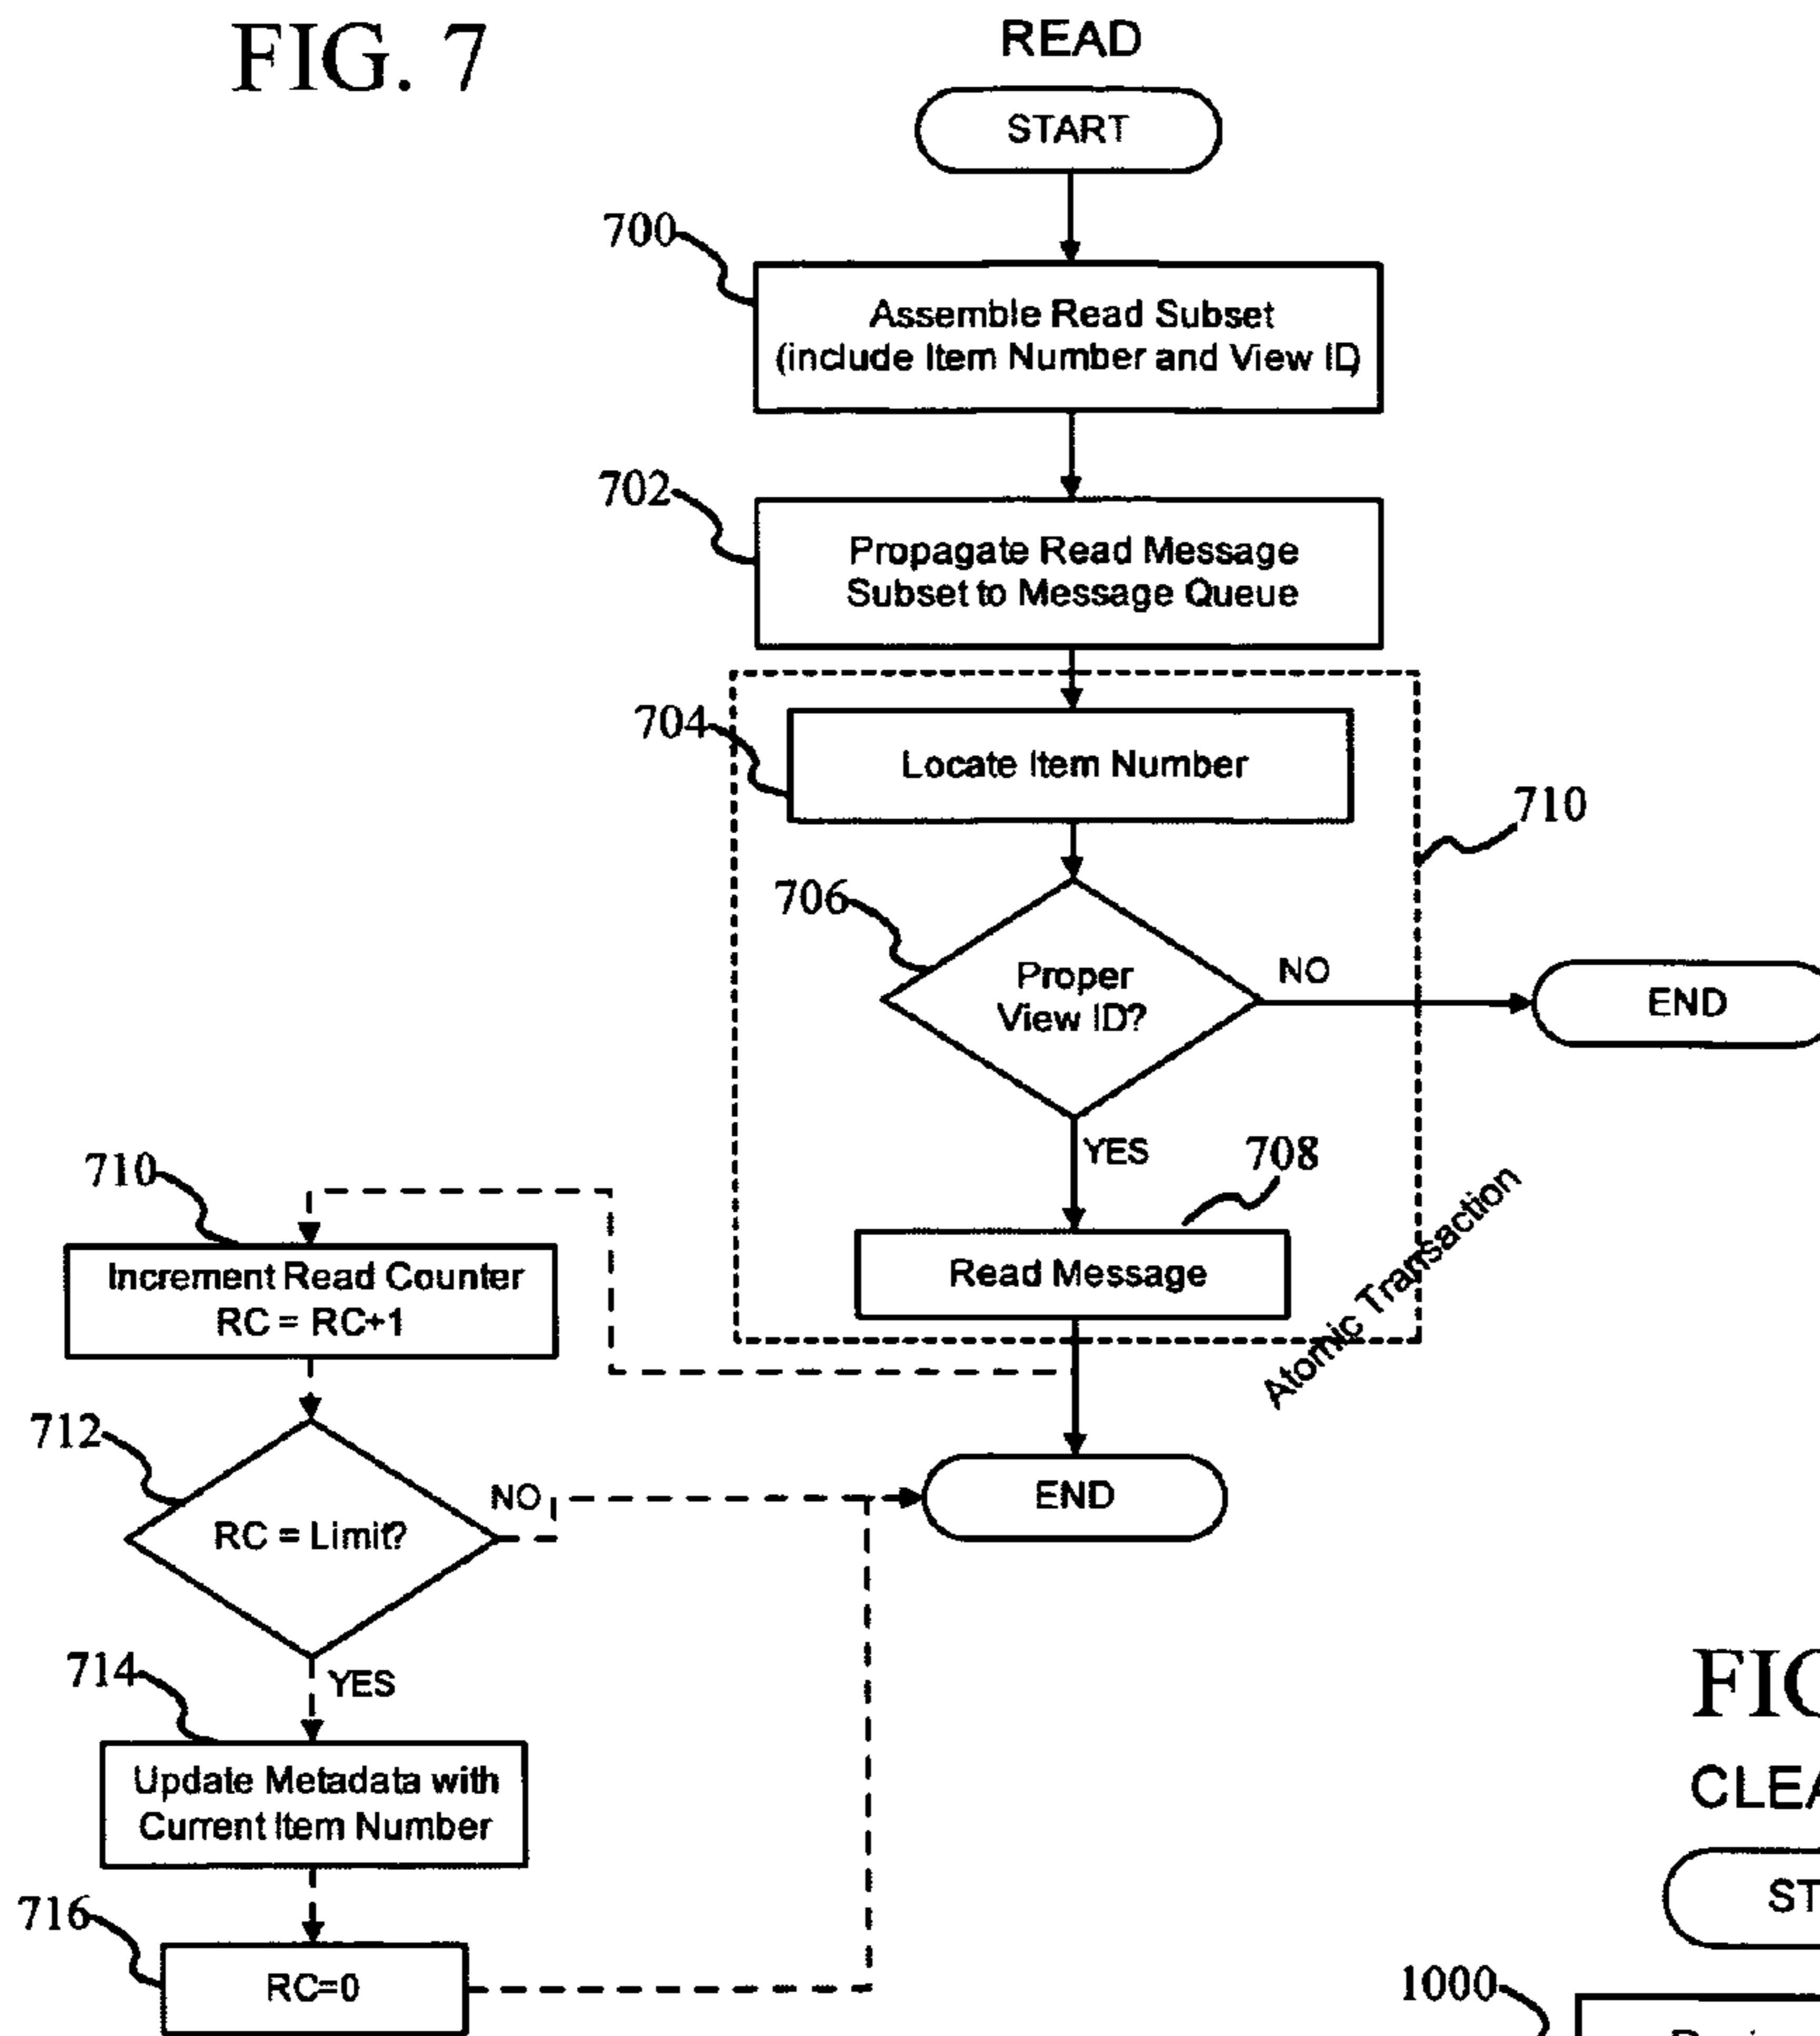 FIG. 7
READ
START
700
Assemble Read Subset
(include Item Number and View ID)
702
Propagate Read Message
Subset to Message Queue
704
Locate Item Number
710
706
Proper
View ID?
NO
END
YES
708
Read Message
Atomic Transaction
710
Increment Read Counter
RC = RC+1
712
RC = Limit?
NO
END
YES
714
Update Metadata with
Current Item Number
716
RC=0
FIG
CLEA
ST
1000